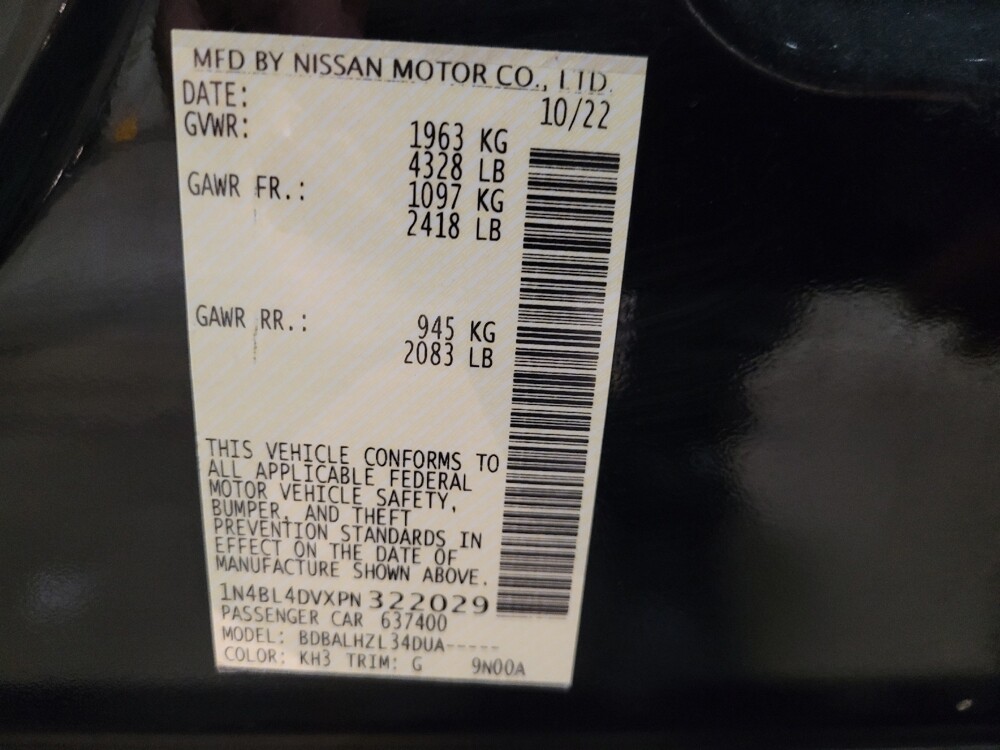 MFD BY NISSAN MOTOR CO., LTD.
DATE: 10/22
GVWR: 1963 KG
4328 LB
GAWR FR.: 1097 KG
2418 LB
GAWR RR.: 945 KG
2083 LB
THIS VEHICLE CONFORMS TO
ALL APPLICABLE FEDERAL
MOTOR VEHICLE SAFETY,
BUMPER, AND THEFT
PREVENTION STANDARDS IN
EFFECT ON THE DATE OF
MANUFACTURE SHOWN ABOVE.
1N4BL4DVXPN 322029
PASSENGER CAR 637400
MODEL: BDBALHZL34DUA-----
COLOR: KH3 TRIM: G 9N00A